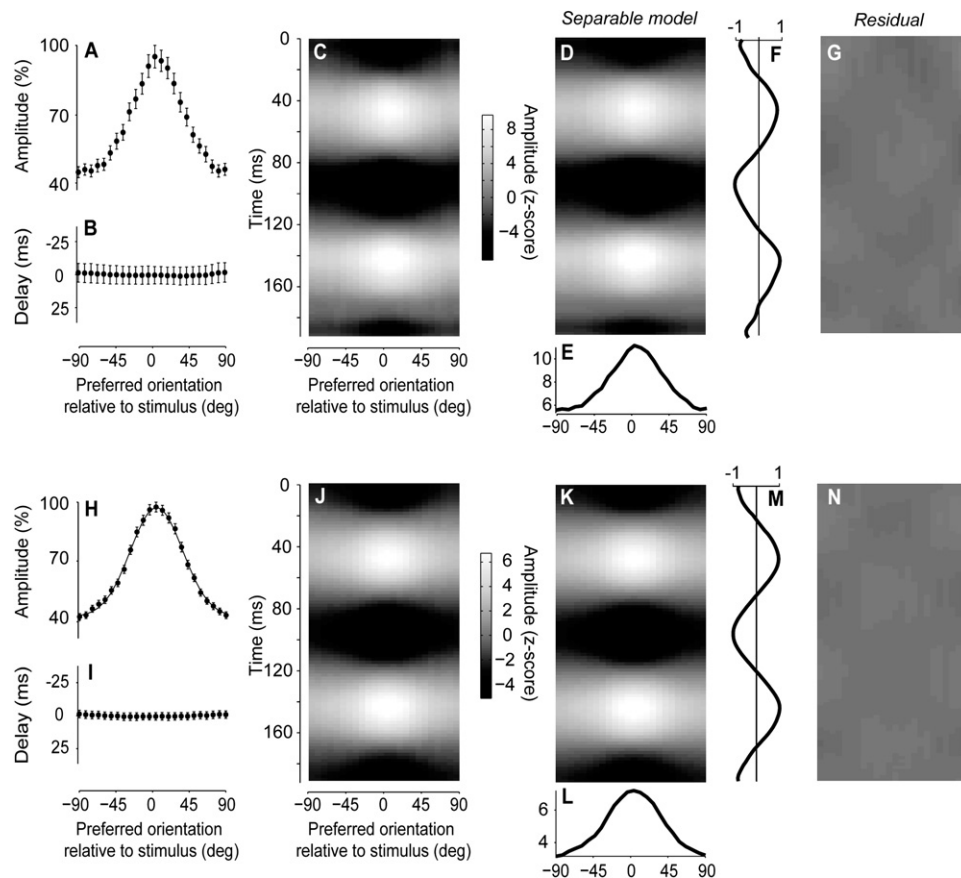 Separable model
Residual
A
Amplitude (%)
100
70
40
B
Delay (ms)
-25
0
25
−90 −45 0 45 90
Preferred orientation
relative to stimulus (deg)
C
Time (ms)
0
40
80
120
160
−90 −45 0 45 90
Preferred orientation
relative to stimulus (deg)
Amplitude (z-score)
8
4
0
−4
D
E
10
8
6
−90 −45 0 45 90
-1 1
F
G
H
Amplitude (%)
100
70
40
I
Delay (ms)
-25
0
25
−90 −45 0 45 90
Preferred orientation
relative to stimulus (deg)
J
Time (ms)
0
40
80
120
160
−90 −45 0 45 90
Preferred orientation
relative to stimulus (deg)
Amplitude (z-score)
6
4
2
0
−2
−4
K
L
6
4
−90 −45 0 45 90
-1 1
M
N